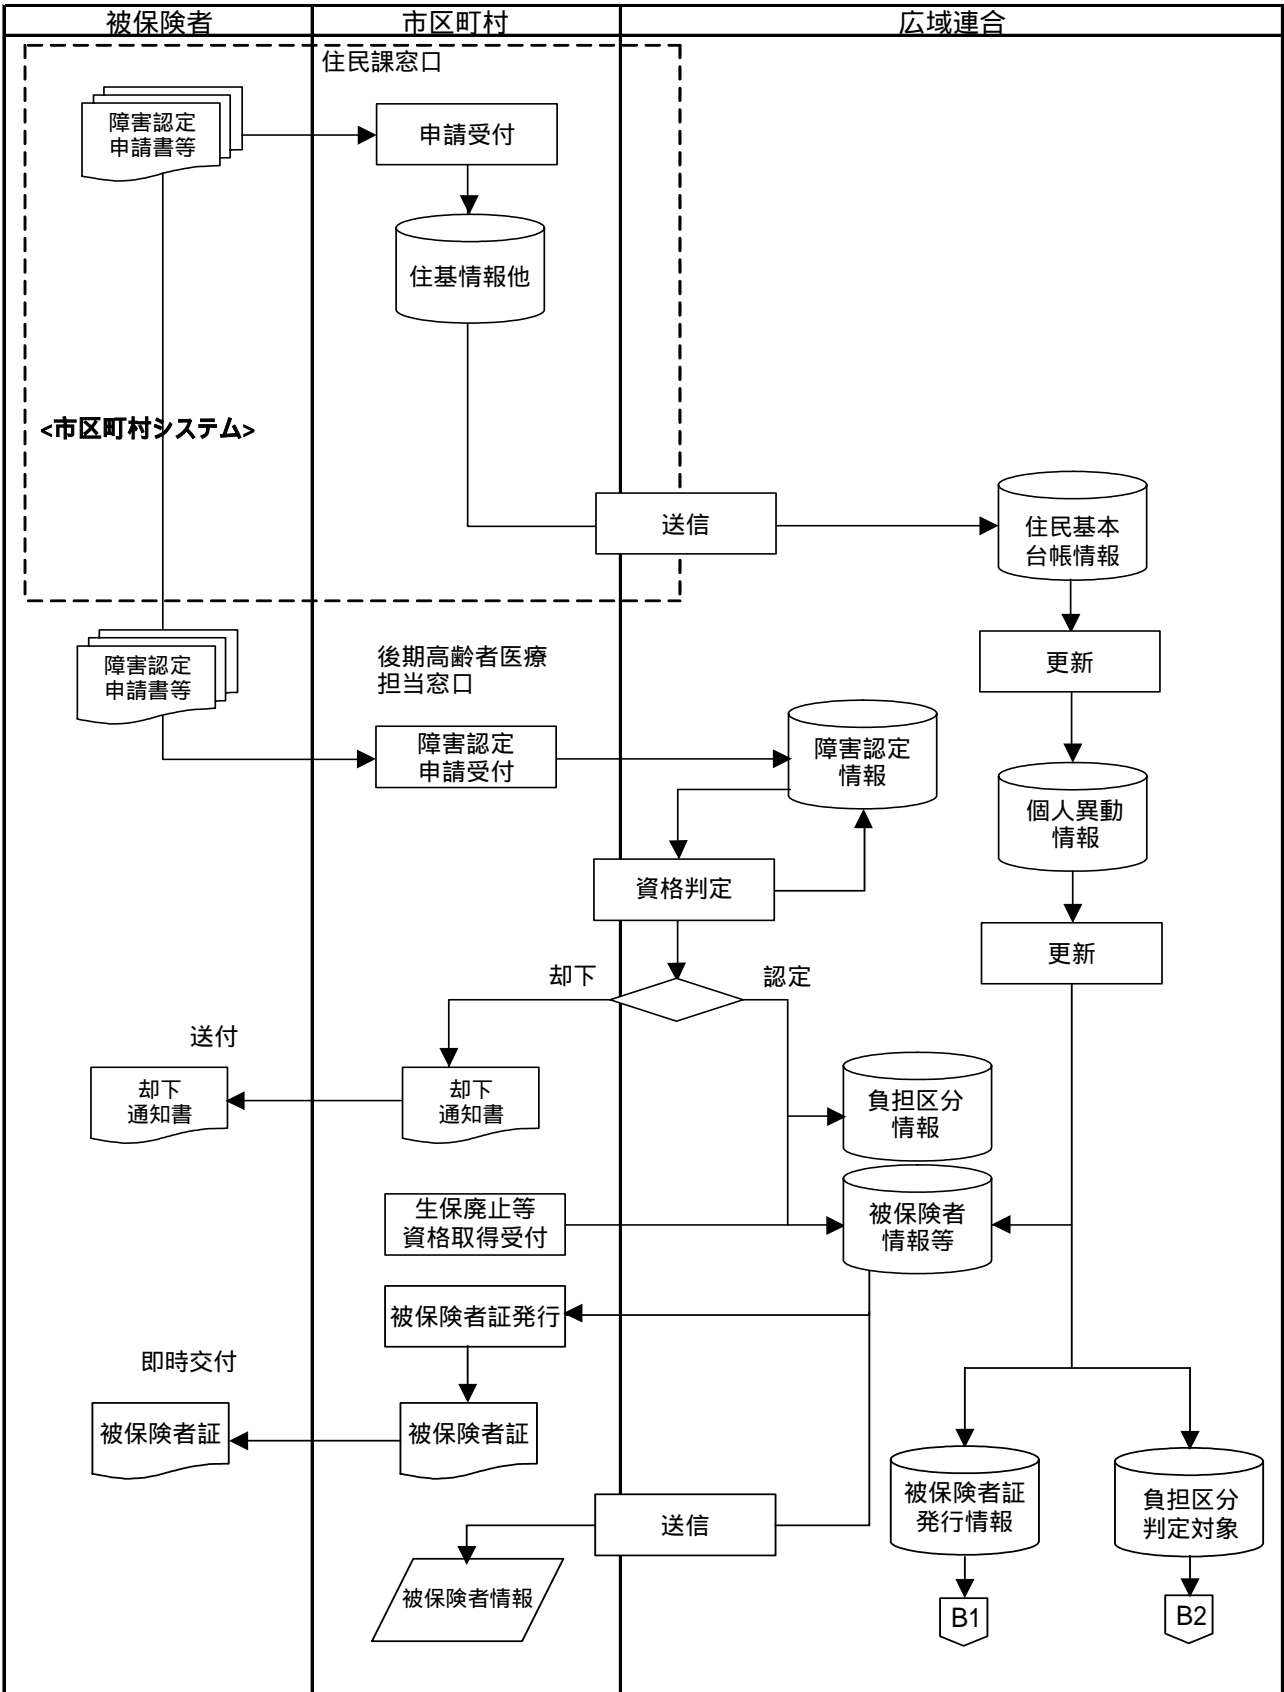 被保険者
市区町村
広域連合
住民課窓口
障害認定
申請書等
申請受付
住基情報他
<市区町村システム>
送信
住民基本
台帳情報
障害認定
申請書等
後期高齢者医療
担当窓口
更新
障害認定
申請受付
障害認定
情報
個人異動
情報
資格判定
更新
却下
認定
送付
却下
通知書
却下
通知書
負担区分
情報
生保廃止等
資格取得受付
被保険者
情報等
被保険者証発行
即時交付
被保険者証
被保険者証
被保険者証
発行情報
負担区分
判定対象
送信
被保険者情報
B1
B2